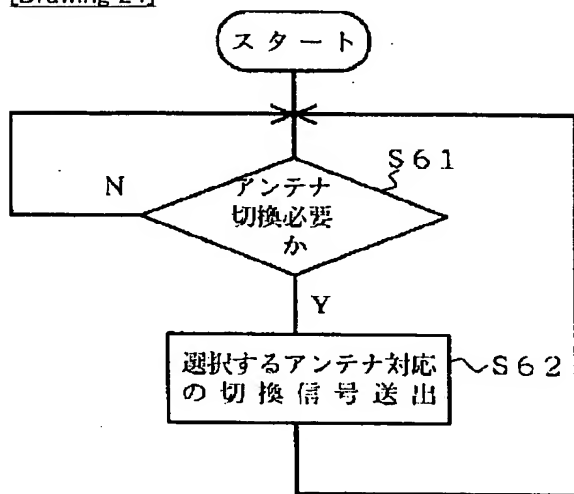 [Drawing 24]
スタート
S61
N
アンテナ
切換必要
か
Y
選択するアンテナ対応
の切換信号送出
S62